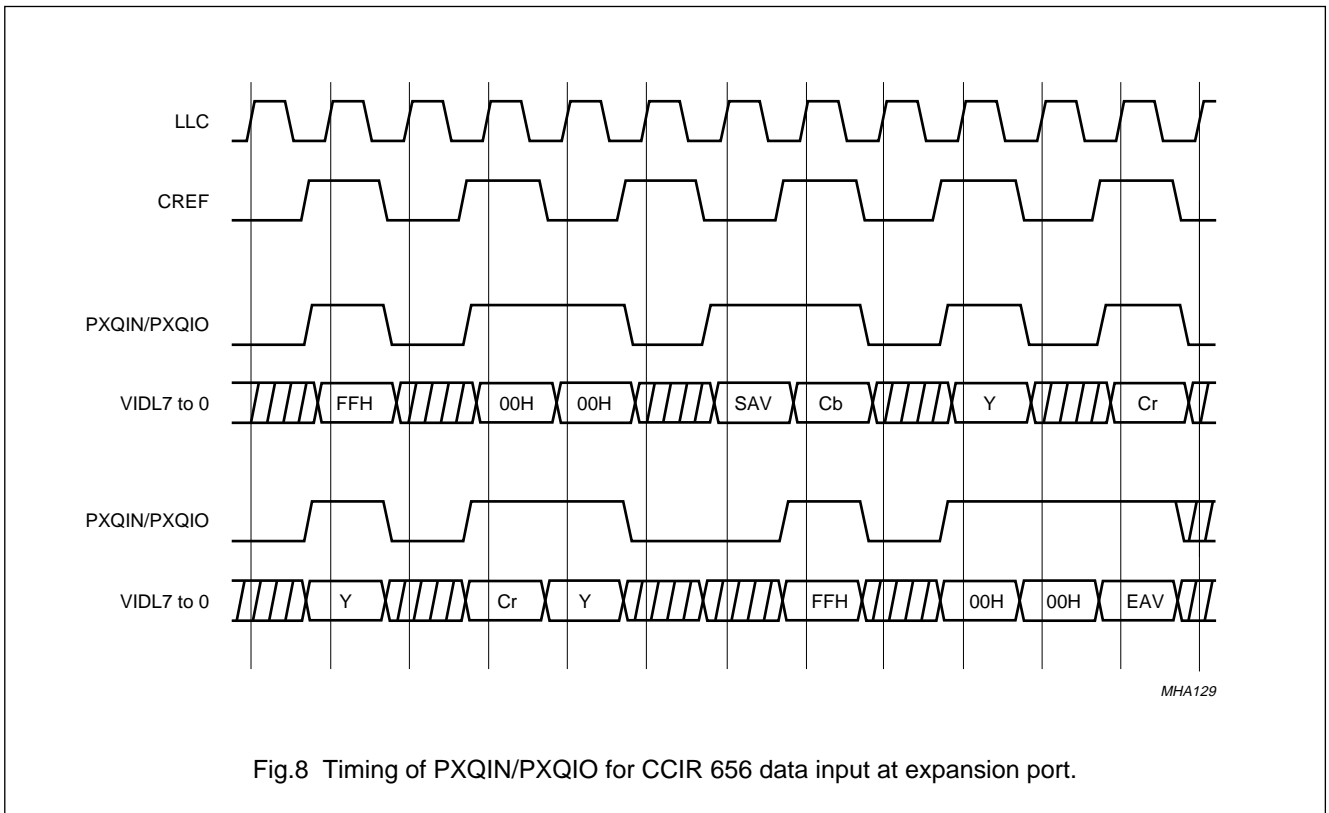 LLC
CREF
PXQIN/PXQIO
VIDL7 to 0 FFH 00H 00H SAV Cb Y Cr
PXQIN/PXQIO
VIDL7 to 0 Y Cr Y FFH 00H 00H EAV
MHA129
Fig.8 Timing of PXQIN/PXQIO for CCIR 656 data input at expansion port.